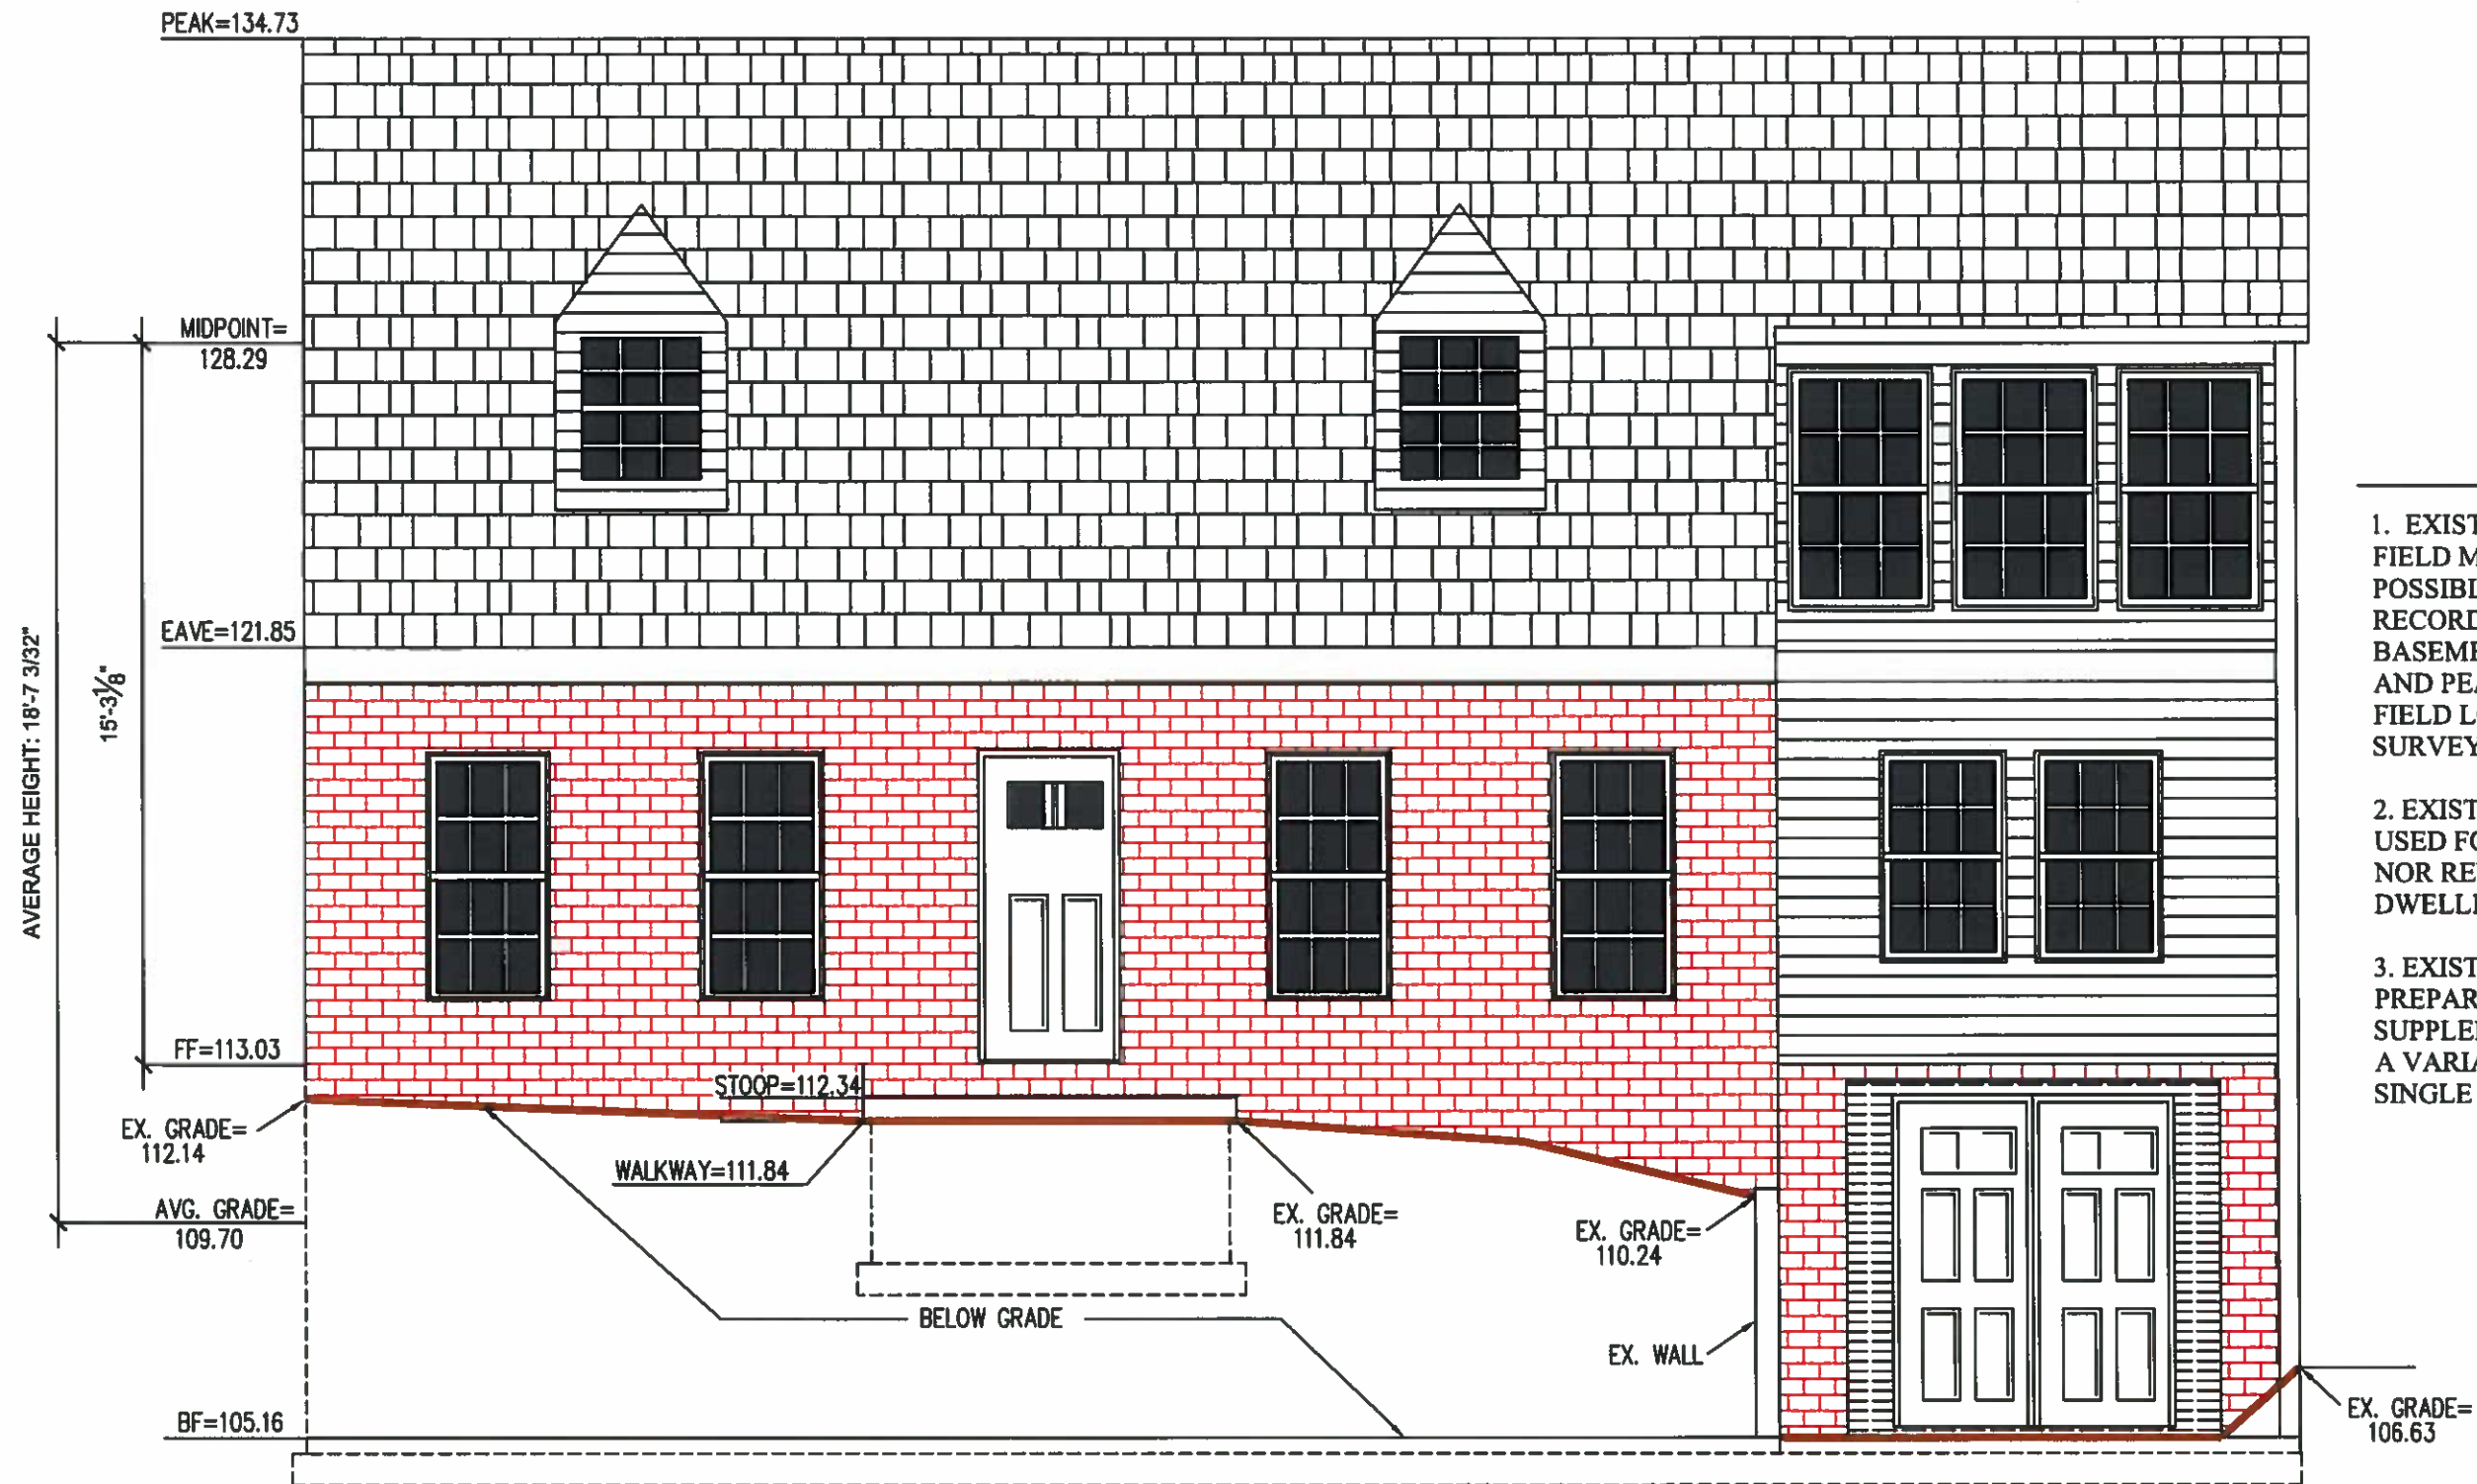 PEAK=134.73
MIDPOINT=
128.29
EAVE=121.85
AVERAGE HEIGHT: 18'-7 3/32"
15'-3⅛"
FF=113.03
STOOP=112.34
EX. GRADE=
112.14
WALKWAY=111.84
AVG. GRADE=
109.70
EX. GRADE=
111.84
EX. GRADE=
110.24
BELOW GRADE
EX. WALL
BF=105.16
EX. GRADE=
106.63
1. EXIST
FIELD M
POSSIBL
RECORD
BASEME
AND PEA
FIELD L
SURVEY
2. EXIST
USED FO
NOR RE
DWELLI
3. EXIST
PREPAR
SUPPLE
A VARIA
SINGLE